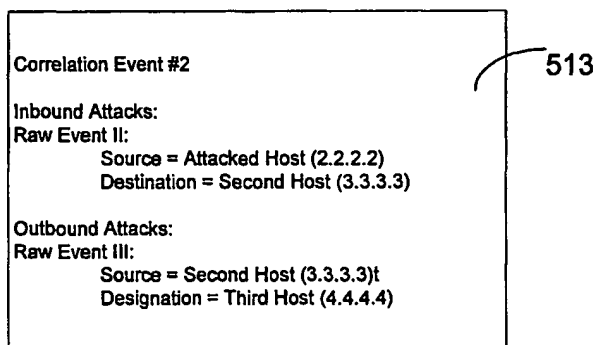 Correlation Event #2
513
Inbound Attacks:
Raw Event II:
Source = Attacked Host (2.2.2.2)
Destination = Second Host (3.3.3.3)
Outbound Attacks:
Raw Event III:
Source = Second Host (3.3.3.3)t
Designation = Third Host (4.4.4.4)